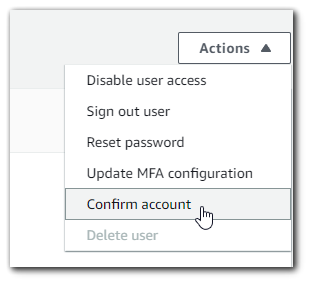 Actions
Disable user access
Sign out user
Reset password
Update MFA configuration
Confirm account
Delete user